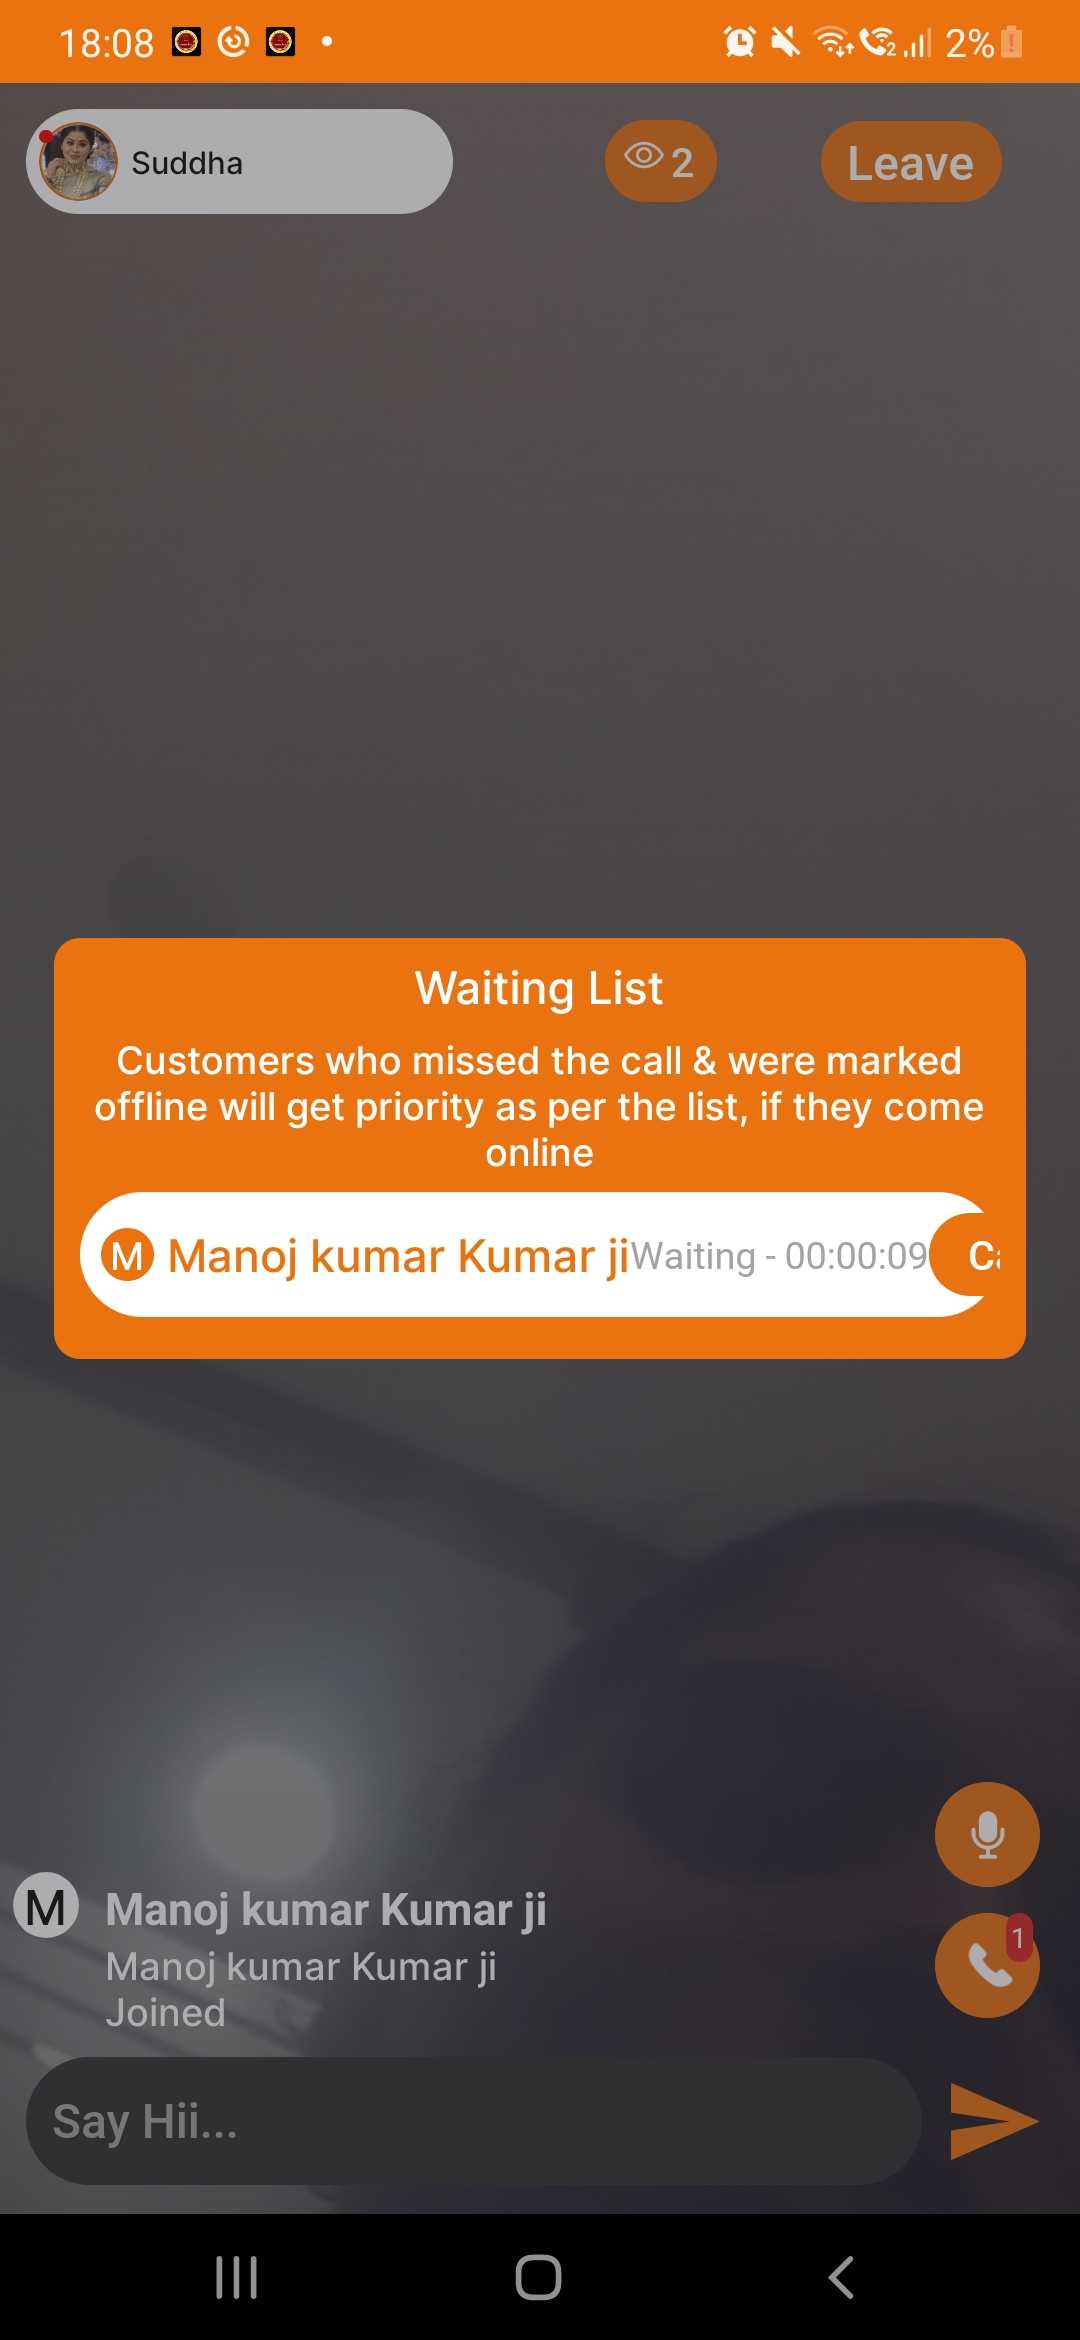 18:08
2%
Suddha
2
Leave
Waiting List
Customers who missed the call & were marked
offline will get priority as per the list, if they come
online
M Manoj kumar Kumar ji Waiting - 00:00:09
M Manoj kumar Kumar ji
Manoj kumar Kumar ji
Joined
1
Say Hii...